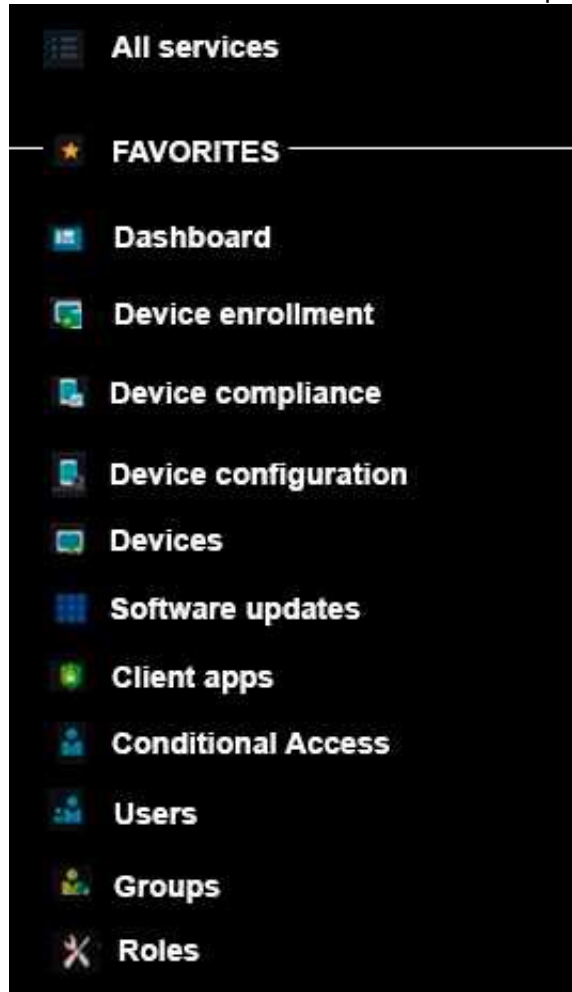 All services
FAVORITES
Dashboard
Device enrollment
Device compliance
Device configuration
Devices
Software updates
Client apps
Conditional Access
Users
Groups
Roles